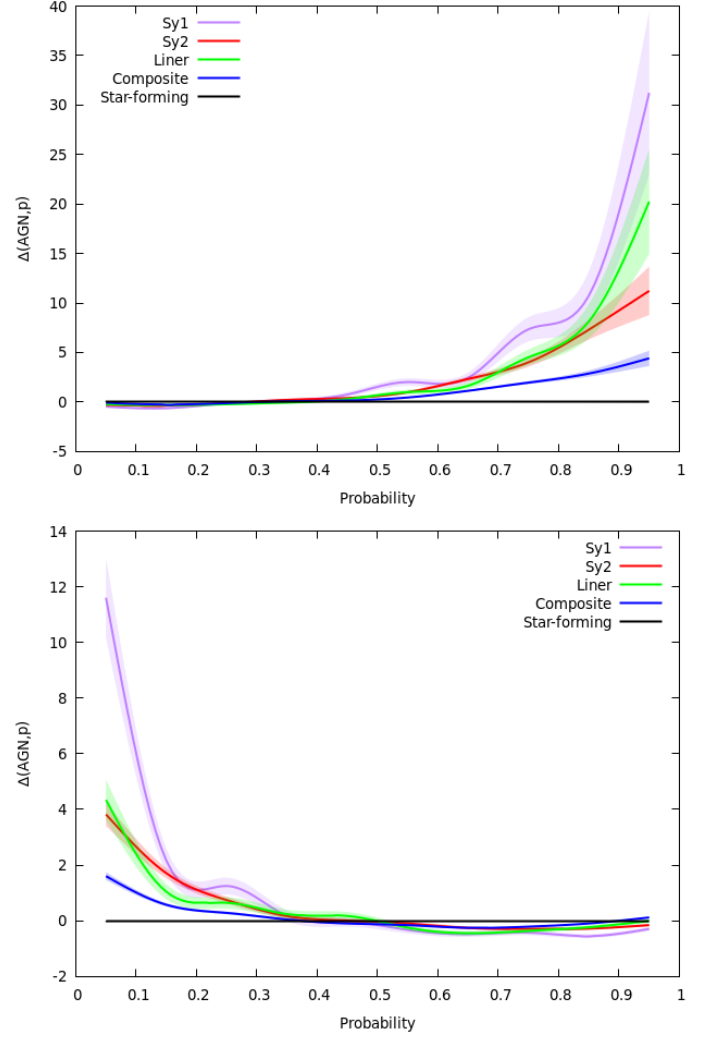 40
35
30
25
20
15
10
5
0
-5
Δ(AGN,p)
Sy1
Sy2
Liner
Composite
Star-forming
0 0.1 0.2 0.3 0.4 0.5 0.6 0.7 0.8 0.9 1
Probability
14
12
10
8
6
4
2
0
-2
Δ(AGN,p)
Sy1
Sy2
Liner
Composite
Star-forming
0 0.1 0.2 0.3 0.4 0.5 0.6 0.7 0.8 0.9 1
Probability